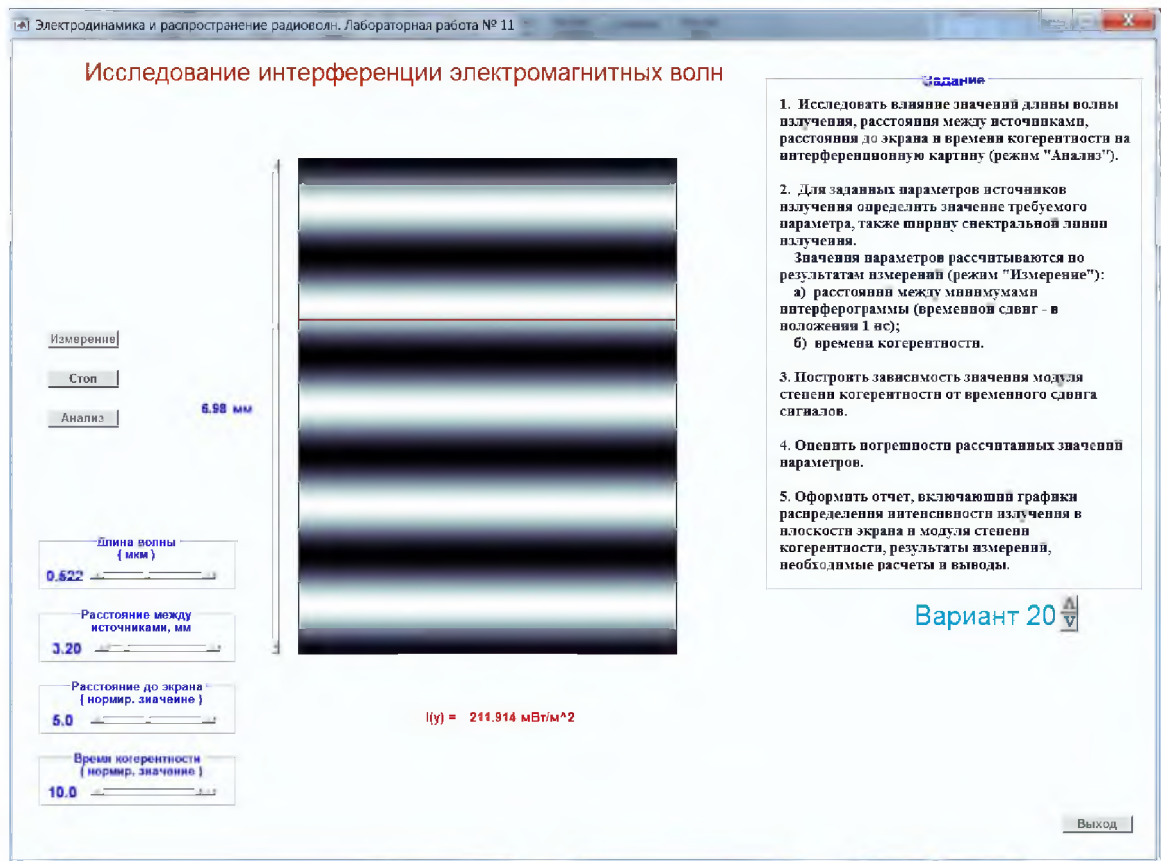 Электродинамика и распространение радиоволн. Лабораторная работа № 11
X
Исследование интерференции электромагнитных волн
Задание
1. Исследовать влияние значений длины волны
излучения, расстояния между источниками,
расстояния до экрана и времени когерентности на
интерференционную картину (режим "Анализ").
2. Для заданных параметров источников
излучения определить значение требуемого
параметра, также ширину спектральной линии
излучения.
Значения параметров рассчитываются по
результатам измерений (режим "Измерение"):
а) расстояний между минимумами
интерферограммы (временной сдвиг - в
положении 1 нс);
б) времени когерентности.
3. Построить зависимость значения модуля
степени когерентности от временного сдвига
сигналов.
4. Оценить погрешности рассчитанных значений
параметров.
5. Оформить отчет, включающий графики
распределения интенсивности излучения в
плоскости экрана и модуля степени
когерентности, результаты измерений,
необходимые расчеты и выводы.
Вариант 20
Измерение
Стоп
Анализ
6.98 мм
Длина волны
( мкм )
0.522
Расстояние между
источниками, мм
3.20
Расстояние до экрана
( нормир. значение )
5.0
Время когерентности
( нормир. значение )
10.0
I(y) = 211.914 мВт/м^2
Выход